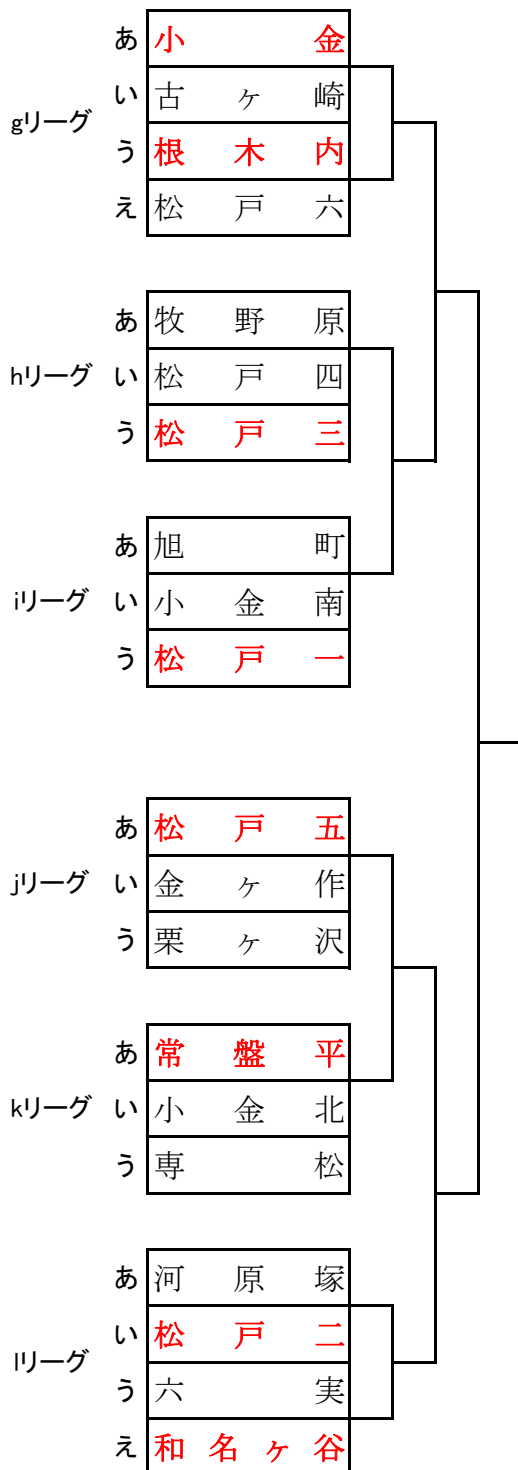 あ 小金
い 古ヶ崎
gリーグ
う 根木内
え 松戸六
あ 牧野原
hリーグ い 松戸四
う 松戸三
あ 旭町
iリーグ い 小金南
う 松戸一
あ 松戸五
jリーグ い 金ヶ作
う 栗ヶ沢
あ 常盤平
kリーグ い 小金北
う 専松
あ 河原塚
い 松戸二
lリーグ
う 六実
え 和名ヶ谷